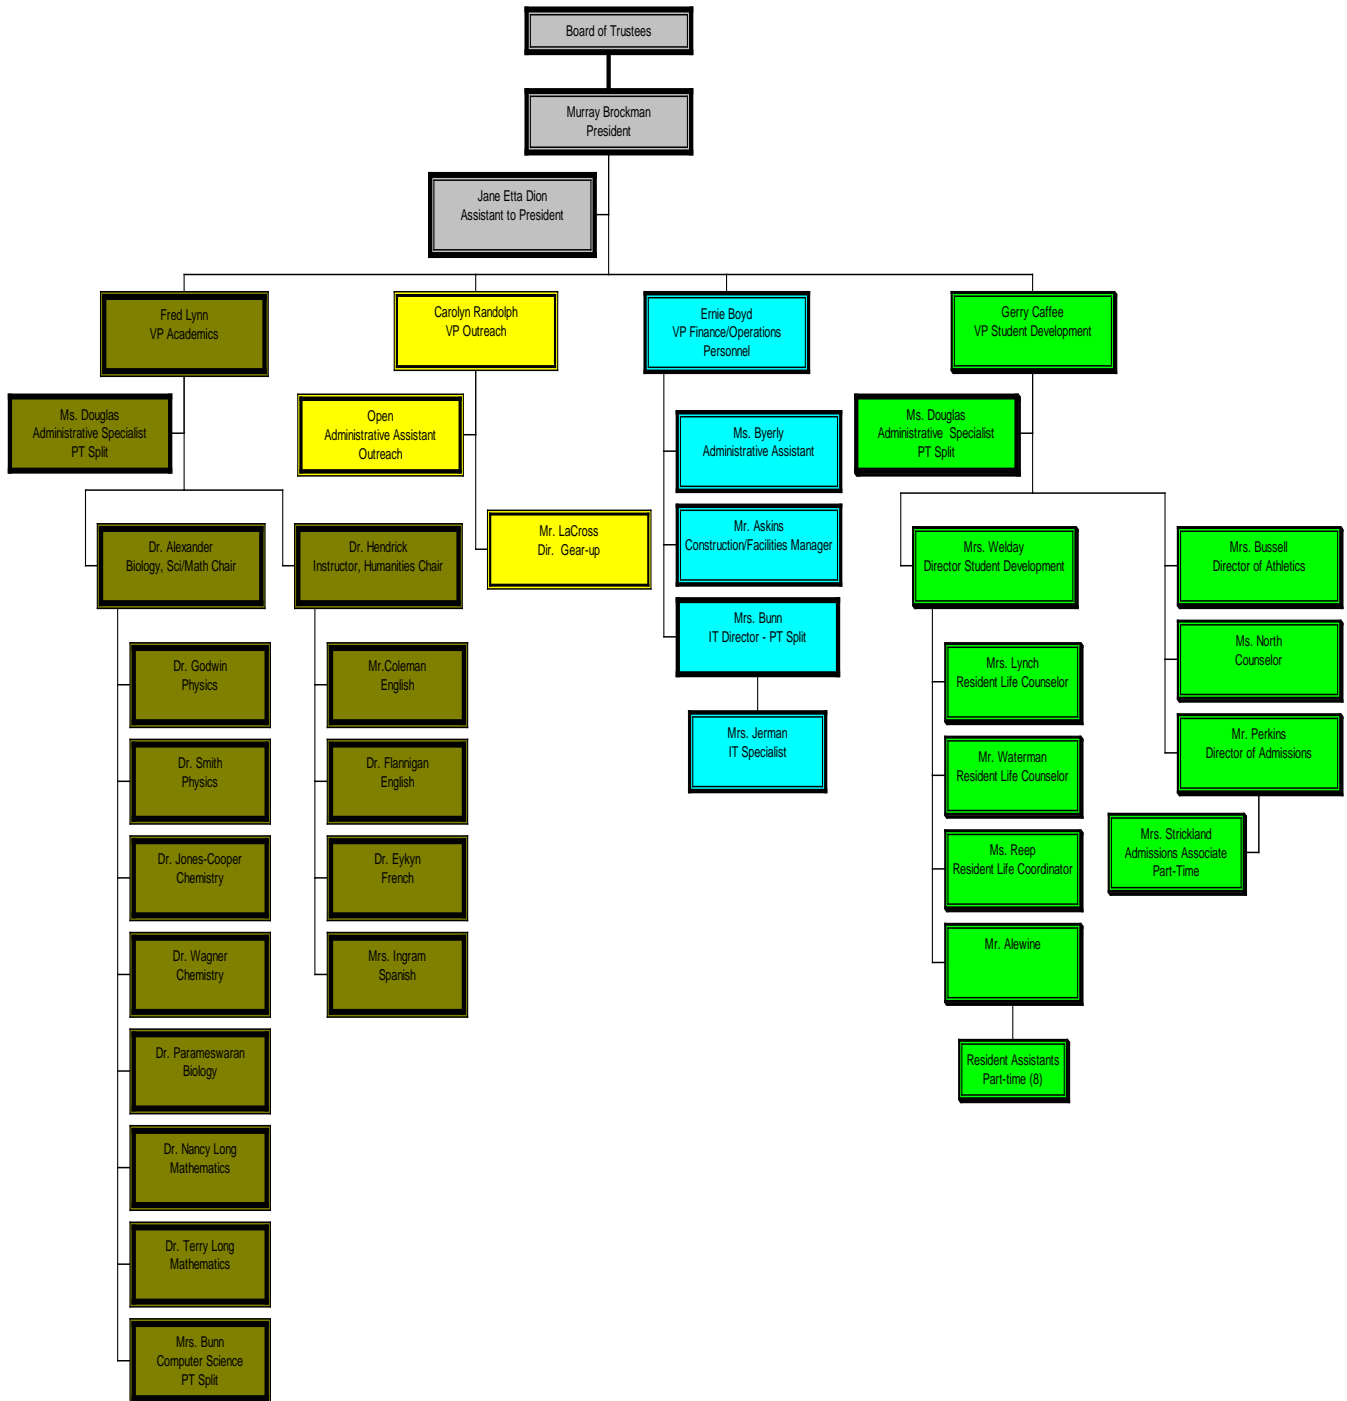 Board of Trustees
Murray Brockman
President
Jane Etta Dion
Assistant to President
Fred Lynn
VP Academics
Carolyn Randolph
VP Outreach
Ernie Boyd
VP Finance/Operations
Personnel
Gerry Caffee
VP Student Development
Ms. Douglas
Administrative Specialist
PT Split
Open
Administrative Assistant
Outreach
Ms. Byerly
Administrative Assistant
Ms. Douglas
Administrative Specialist
PT Split
Dr. Alexander
Biology, Sci/Math Chair
Dr. Hendrick
Instructor, Humanities Chair
Mr. LaCross
Dir. Gear-up
Mr. Askins
Construction/Facilities Manager
Mrs. Welday
Director Student Development
Mrs. Bussell
Director of Athletics
Mrs. Bunn
IT Director - PT Split
Ms. North
Counselor
Dr. Godwin
Physics
Mr.Coleman
English
Mrs. Lynch
Resident Life Counselor
Mrs. Jerman
IT Specialist
Mr. Perkins
Director of Admissions
Dr. Smith
Physics
Dr. Flannigan
English
Mr. Waterman
Resident Life Counselor
Mrs. Strickland
Admissions Associate
Part-Time
Dr. Jones-Cooper
Chemistry
Dr. Eykyn
French
Ms. Reep
Resident Life Coordinator
Dr. Wagner
Chemistry
Mrs. Ingram
Spanish
Mr. Alewine
Dr. Parameswaran
Biology
Resident Assistants
Part-time (8)
Dr. Nancy Long
Mathematics
Dr. Terry Long
Mathematics
Mrs. Bunn
Computer Science
PT Split